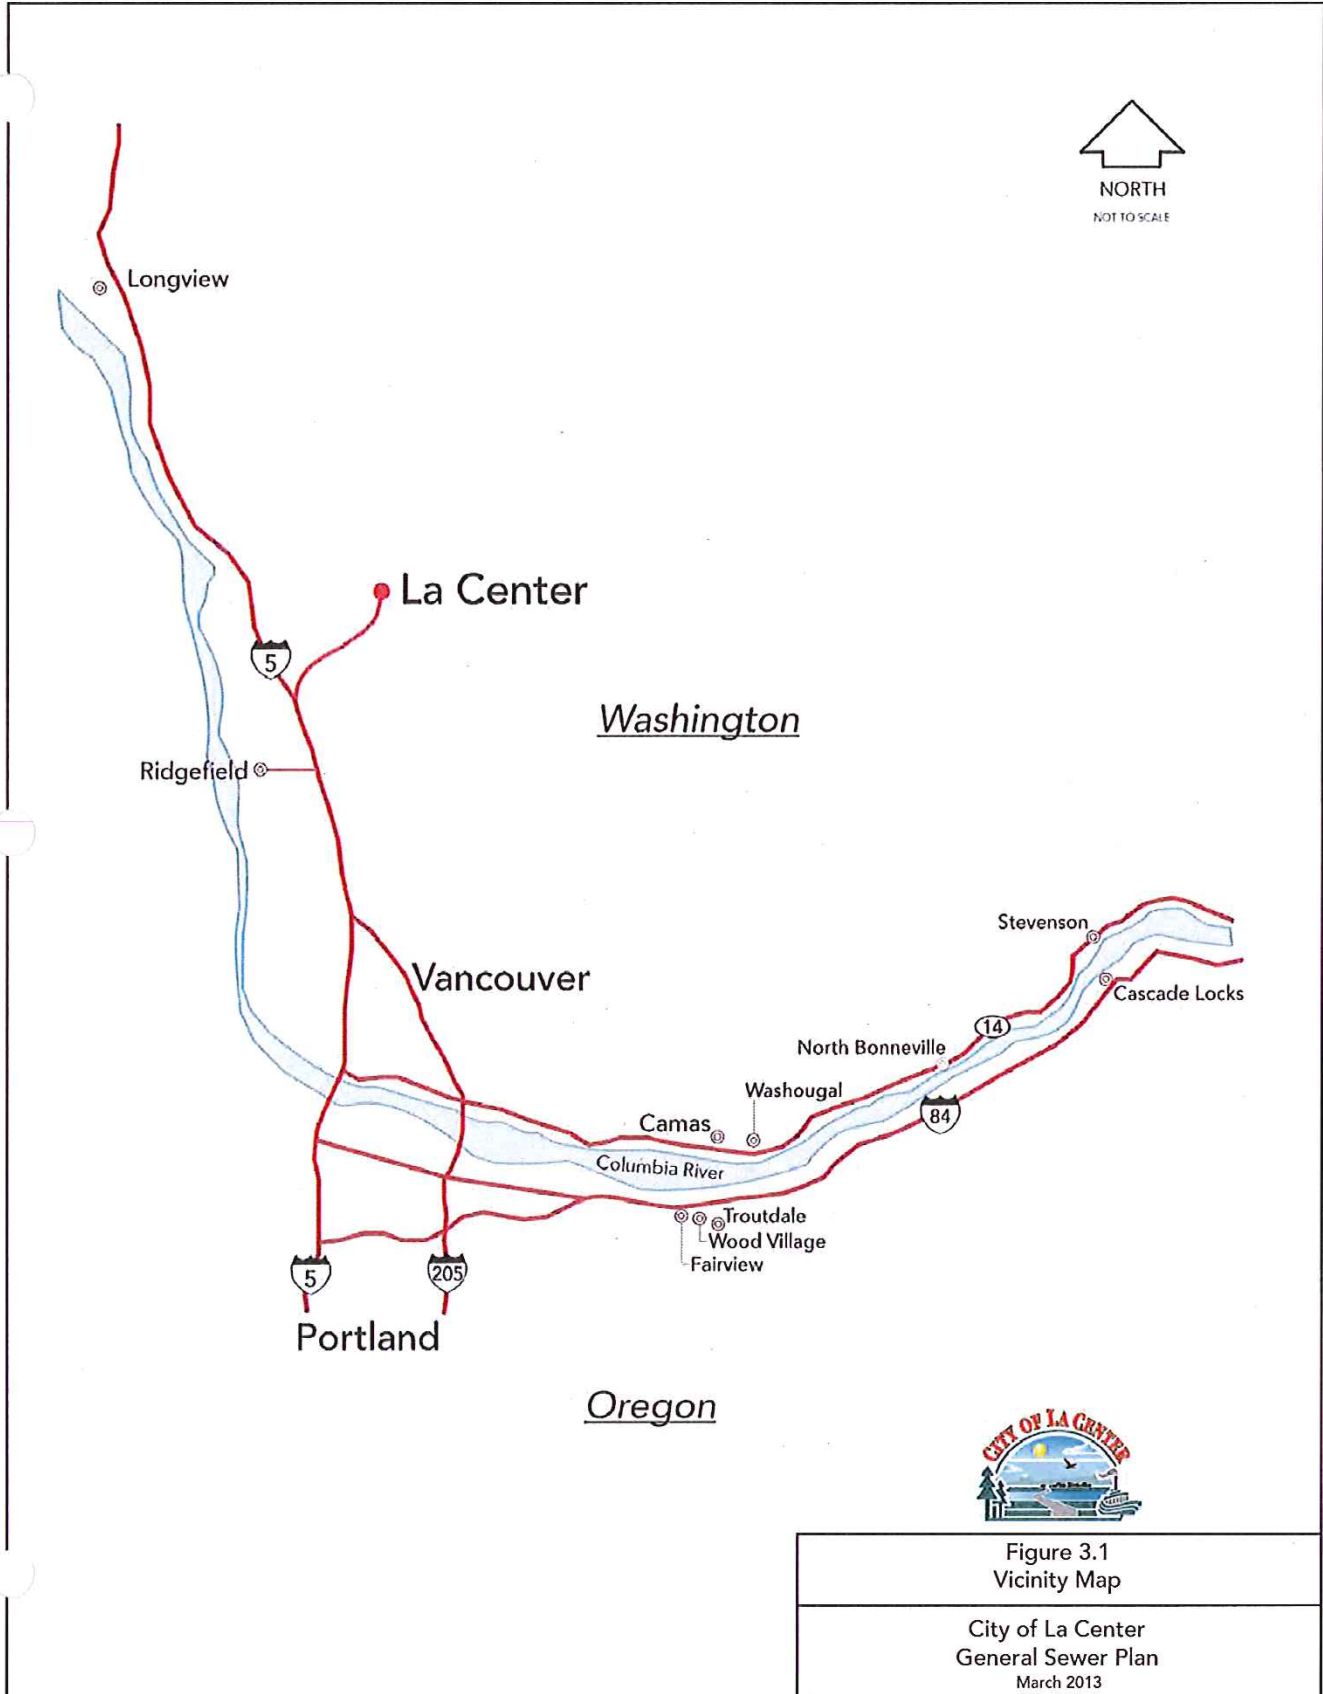 NORTH
NOT TO SCALE
Longview
La Center
5
Washington
Ridgefield
Stevenson
Vancouver
Cascade Locks
14
North Bonneville
Washougal
84
Camas
Columbia River
Troutdale
Wood Village
Fairview
5
205
Portland
Oregon
CITY OF LA CENTER
Figure 3.1
Vicinity Map
City of La Center
General Sewer Plan
March 2013